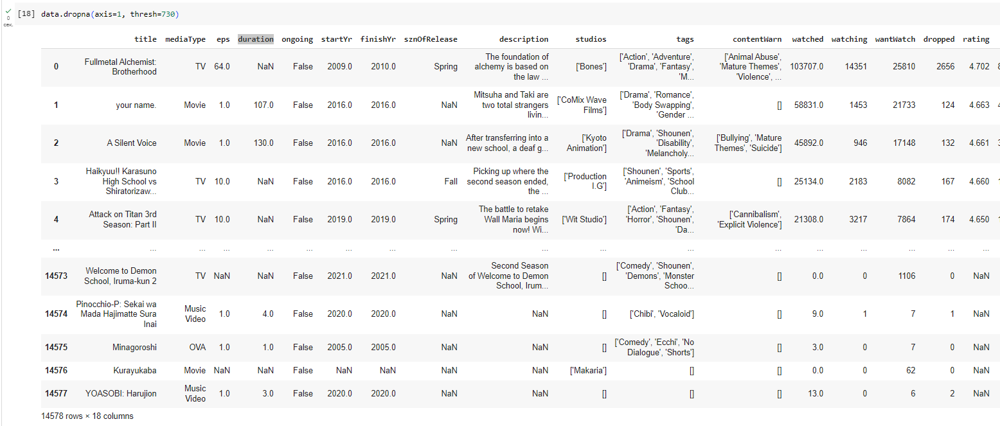 [18] data.dropna(axis=1, thresh=730)
0
сек.
title mediaType eps duration ongoing startYr finishYr sznOfRelease description studios tags contentWarn watched watching wantWatch dropped rating
0 Fullmetal Alchemist: Brotherhood TV 64.0 NaN False 2009.0 2010.0 Spring The foundation of alchemy is based on the law ... ['Bones'] ['Action', 'Adventure', 'Drama', 'Fantasy', 'M... ['Animal Abuse', 'Mature Themes', 'Violence', ... 103707.0 14351 25810 2656 4.702
1 your name. Movie 1.0 107.0 False 2016.0 2016.0 NaN Mitsuha and Taki are two total strangers livin... ['CoMix Wave Films'] ['Drama', 'Romance', 'Body Swapping', 'Gender ... [] 58831.0 1453 21733 124 4.663
2 A Silent Voice Movie 1.0 130.0 False 2016.0 2016.0 NaN After transferring into a new school, a deaf g... ['Kyoto Animation'] ['Drama', 'Shounen', 'Disability', 'Melancholy... ['Bullying', 'Mature Themes', 'Suicide'] 45892.0 946 17148 132 4.661
3 Haikyuu!! Karasuno High School vs Shiratorizaw... TV 10.0 NaN False 2016.0 2016.0 Fall Picking up where the second season ended, the ... ['Production I.G'] ['Shounen', 'Sports', 'Animeism', 'School Club... [] 25134.0 2183 8082 167 4.660
4 Attack on Titan 3rd Season: Part II TV 10.0 NaN False 2019.0 2019.0 Spring The battle to retake Wall Maria begins now! Wi... ['Wit Studio'] ['Action', 'Fantasy', 'Horror', 'Shounen', 'Da... ['Cannibalism', 'Explicit Violence'] 21308.0 3217 7864 174 4.650
... ... ... ... ... ... ... ... ... ... ... ... ... ... ... ... ... ...
14573 Welcome to Demon School, Iruma-kun 2 TV NaN NaN False 2021.0 2021.0 NaN Second Season of Welcome to Demon School, Irum... [] ['Comedy', 'Shounen', 'Demons', 'Monster Schoo... [] 0.0 0 1106 0 NaN
14574 Pinocchio-P: Sekai wa Mada Hajimatte Sura Inai Music Video 1.0 4.0 False 2020.0 2020.0 NaN NaN [] ['Chibi', 'Vocaloid'] [] 9.0 1 7 1 NaN
14575 Minagoroshi OVA 1.0 1.0 False 2005.0 2005.0 NaN NaN [] ['Comedy', 'Ecchi', 'No Dialogue', 'Shorts'] [] 3.0 0 7 0 NaN
14576 Kurayukaba Movie NaN NaN False NaN NaN NaN NaN ['Makaria'] [] [] 0.0 0 62 0 NaN
14577 YOASOBI: Harujion Music Video 1.0 3.0 False 2020.0 2020.0 NaN NaN [] [] [] 13.0 0 6 2 NaN
14578 rows × 18 columns